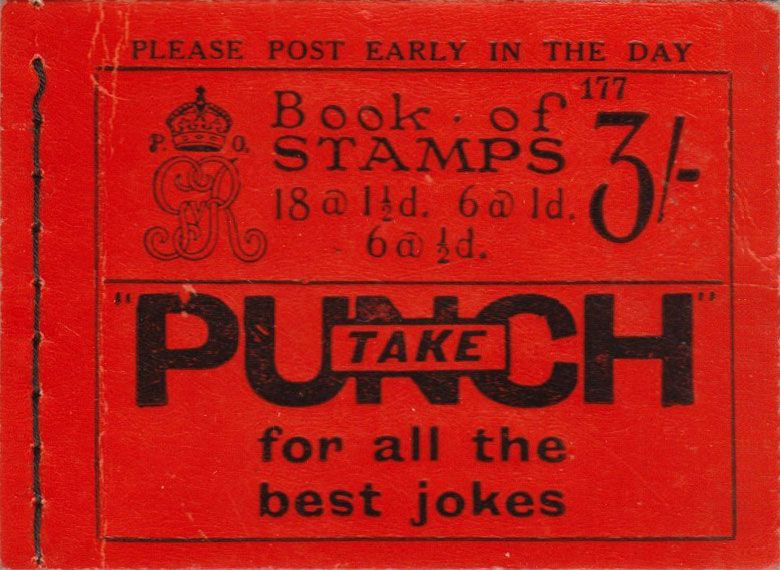 PLEASE POST EARLY IN THE DAY
P. O.
GR
Book · of
STAMPS
177
3/-
18 @ 1½d. 6 @ 1d.
6 @ ½d.
"PUNCH"
TAKE
for all the
best jokes